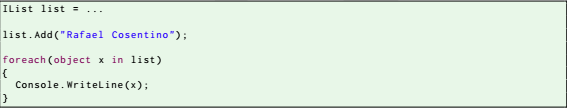 IList list = ...
list.Add("Rafael Cosentino");
foreach(object x in list)
{
Console.WriteLine(x);
}